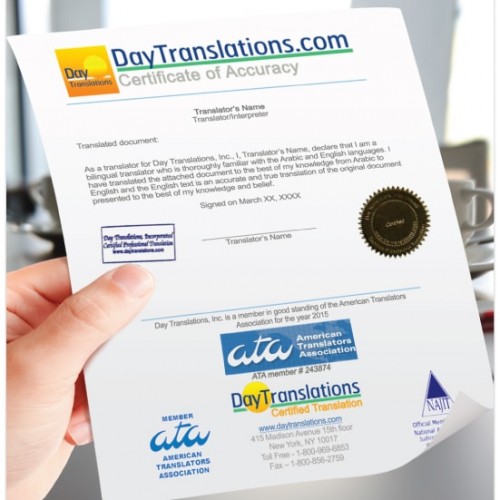 Day
Translations
DayTranslations.com
Certificate of Accuracy
Translator's Name
Translator/Interpreter
Translated document:
As a translator for Day Translations, Inc., I, Translator's Name, declare that I am a
bilingual translator who is thoroughly familiar with the Arabic and English languages. I
have translated the attached document to the best of my knowledge from Arabic to
English and the English text is an accurate and true translation of the original document
presented to the best of my knowledge and belief.
Signed on March XX, XXXX
Day Translations, Incorporated
Certified Professional Translation
www.daytranslations.com
Translator's Name
Certified
Day Translations, Inc. is a member in good standing of the American Translators
Association for the year 2015
ata American
Translators
Association
ATA member # 243874
DayTranslations
Certified Translation
www.daytranslations.com
415 Madison Avenue 15th floor
New York, NY 10017
Toll Free - 1-800-969-6853
Fax – 1-800-856-2759
MEMBER
ata
AMERICAN
TRANSLATORS
ASSOCIATION
NAJIT
Official Mem
National A